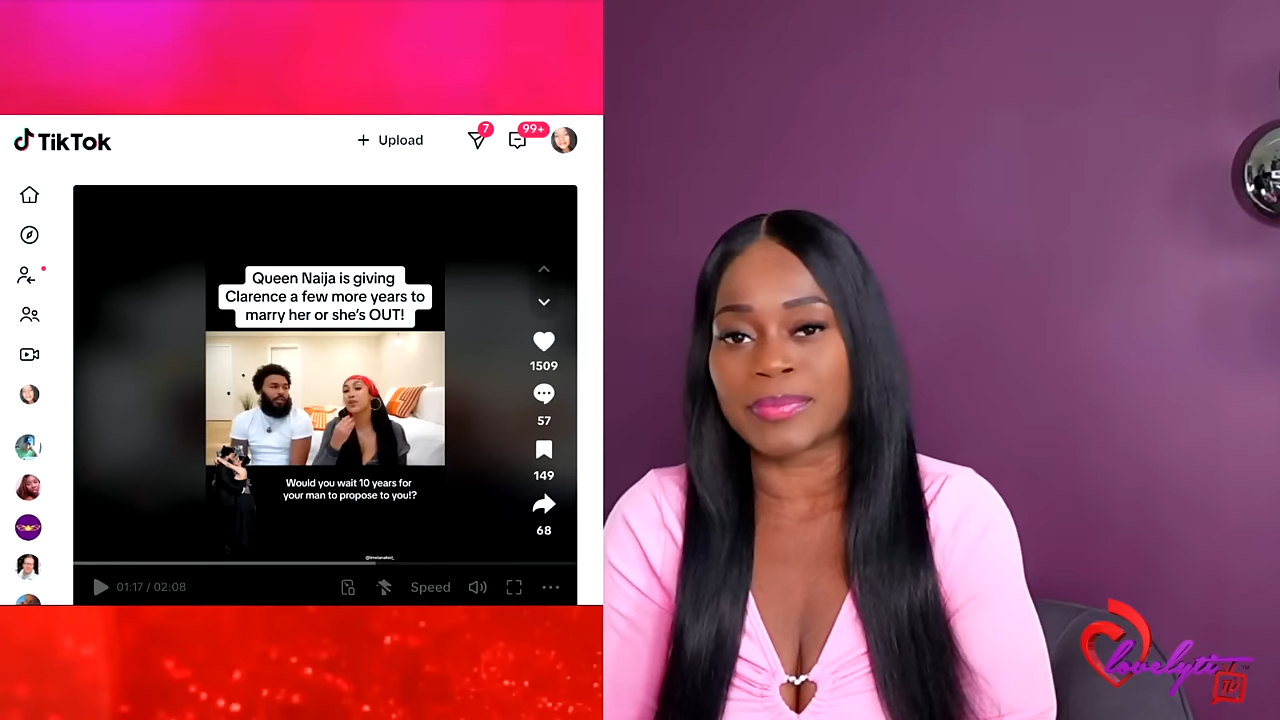 TikTok
+ Upload
7
99+
Queen Naija is giving
Clarence a few more years to
marry her or she's OUT!
1509
57
149
68
Would you wait 10 years for
your man to propose to you!?
01:17 / 02:08
Speed
lovelyti